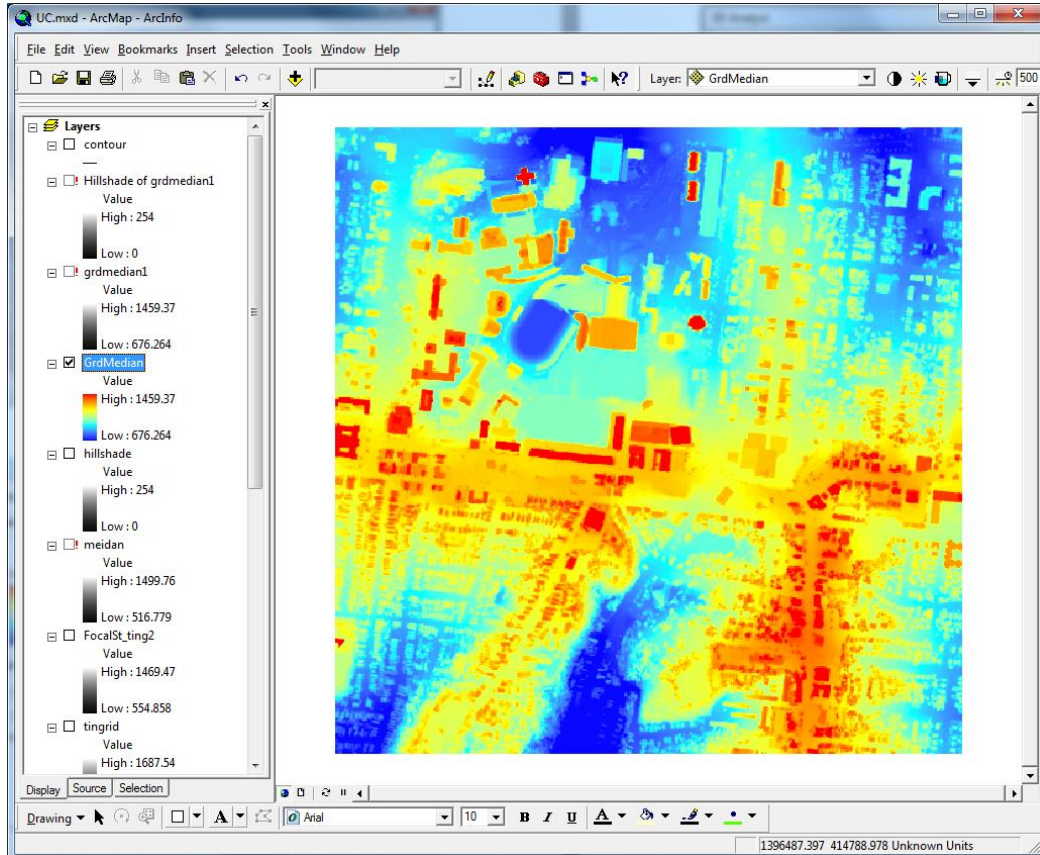 UC.mxd - ArcMap - ArcInfo
File Edit View Bookmarks Insert Selection Tools Window Help
Layer: GrdMedian 500
Layers
contour
Hillshade of grdmedian1
Value
High : 254
Low : 0
grdmedian1
Value
High : 1459.37
Low : 676.264
GrdMedian
Value
High : 1459.37
Low : 676.264
hillshade
Value
High : 254
Low : 0
meidan
Value
High : 1499.76
Low : 516.779
FocalSt_ting2
Value
High : 1469.47
Low : 554.858
tingrid
Value
High : 1687.54
Display Source Selection
Drawing A Arial 10 B I U A
1396487.397 414788.978 Unknown Units